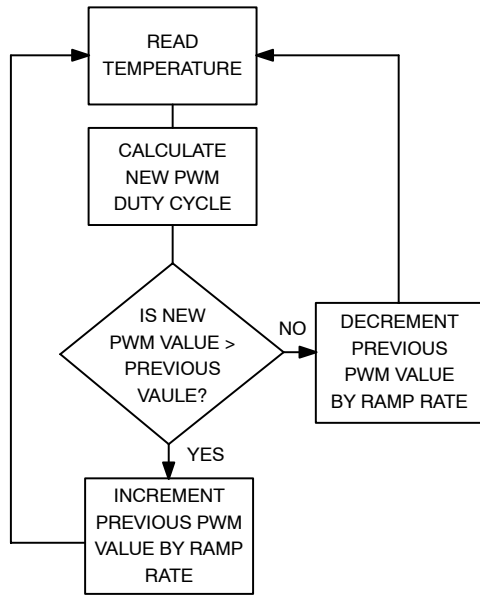 READ
TEMPERATURE
CALCULATE
NEW PWM
DUTY CYCLE
IS NEW
PWM VALUE >
PREVIOUS
VAULE?
NO
DECREMENT
PREVIOUS
PWM VALUE
BY RAMP RATE
YES
INCREMENT
PREVIOUS PWM
VALUE BY RAMP
RATE